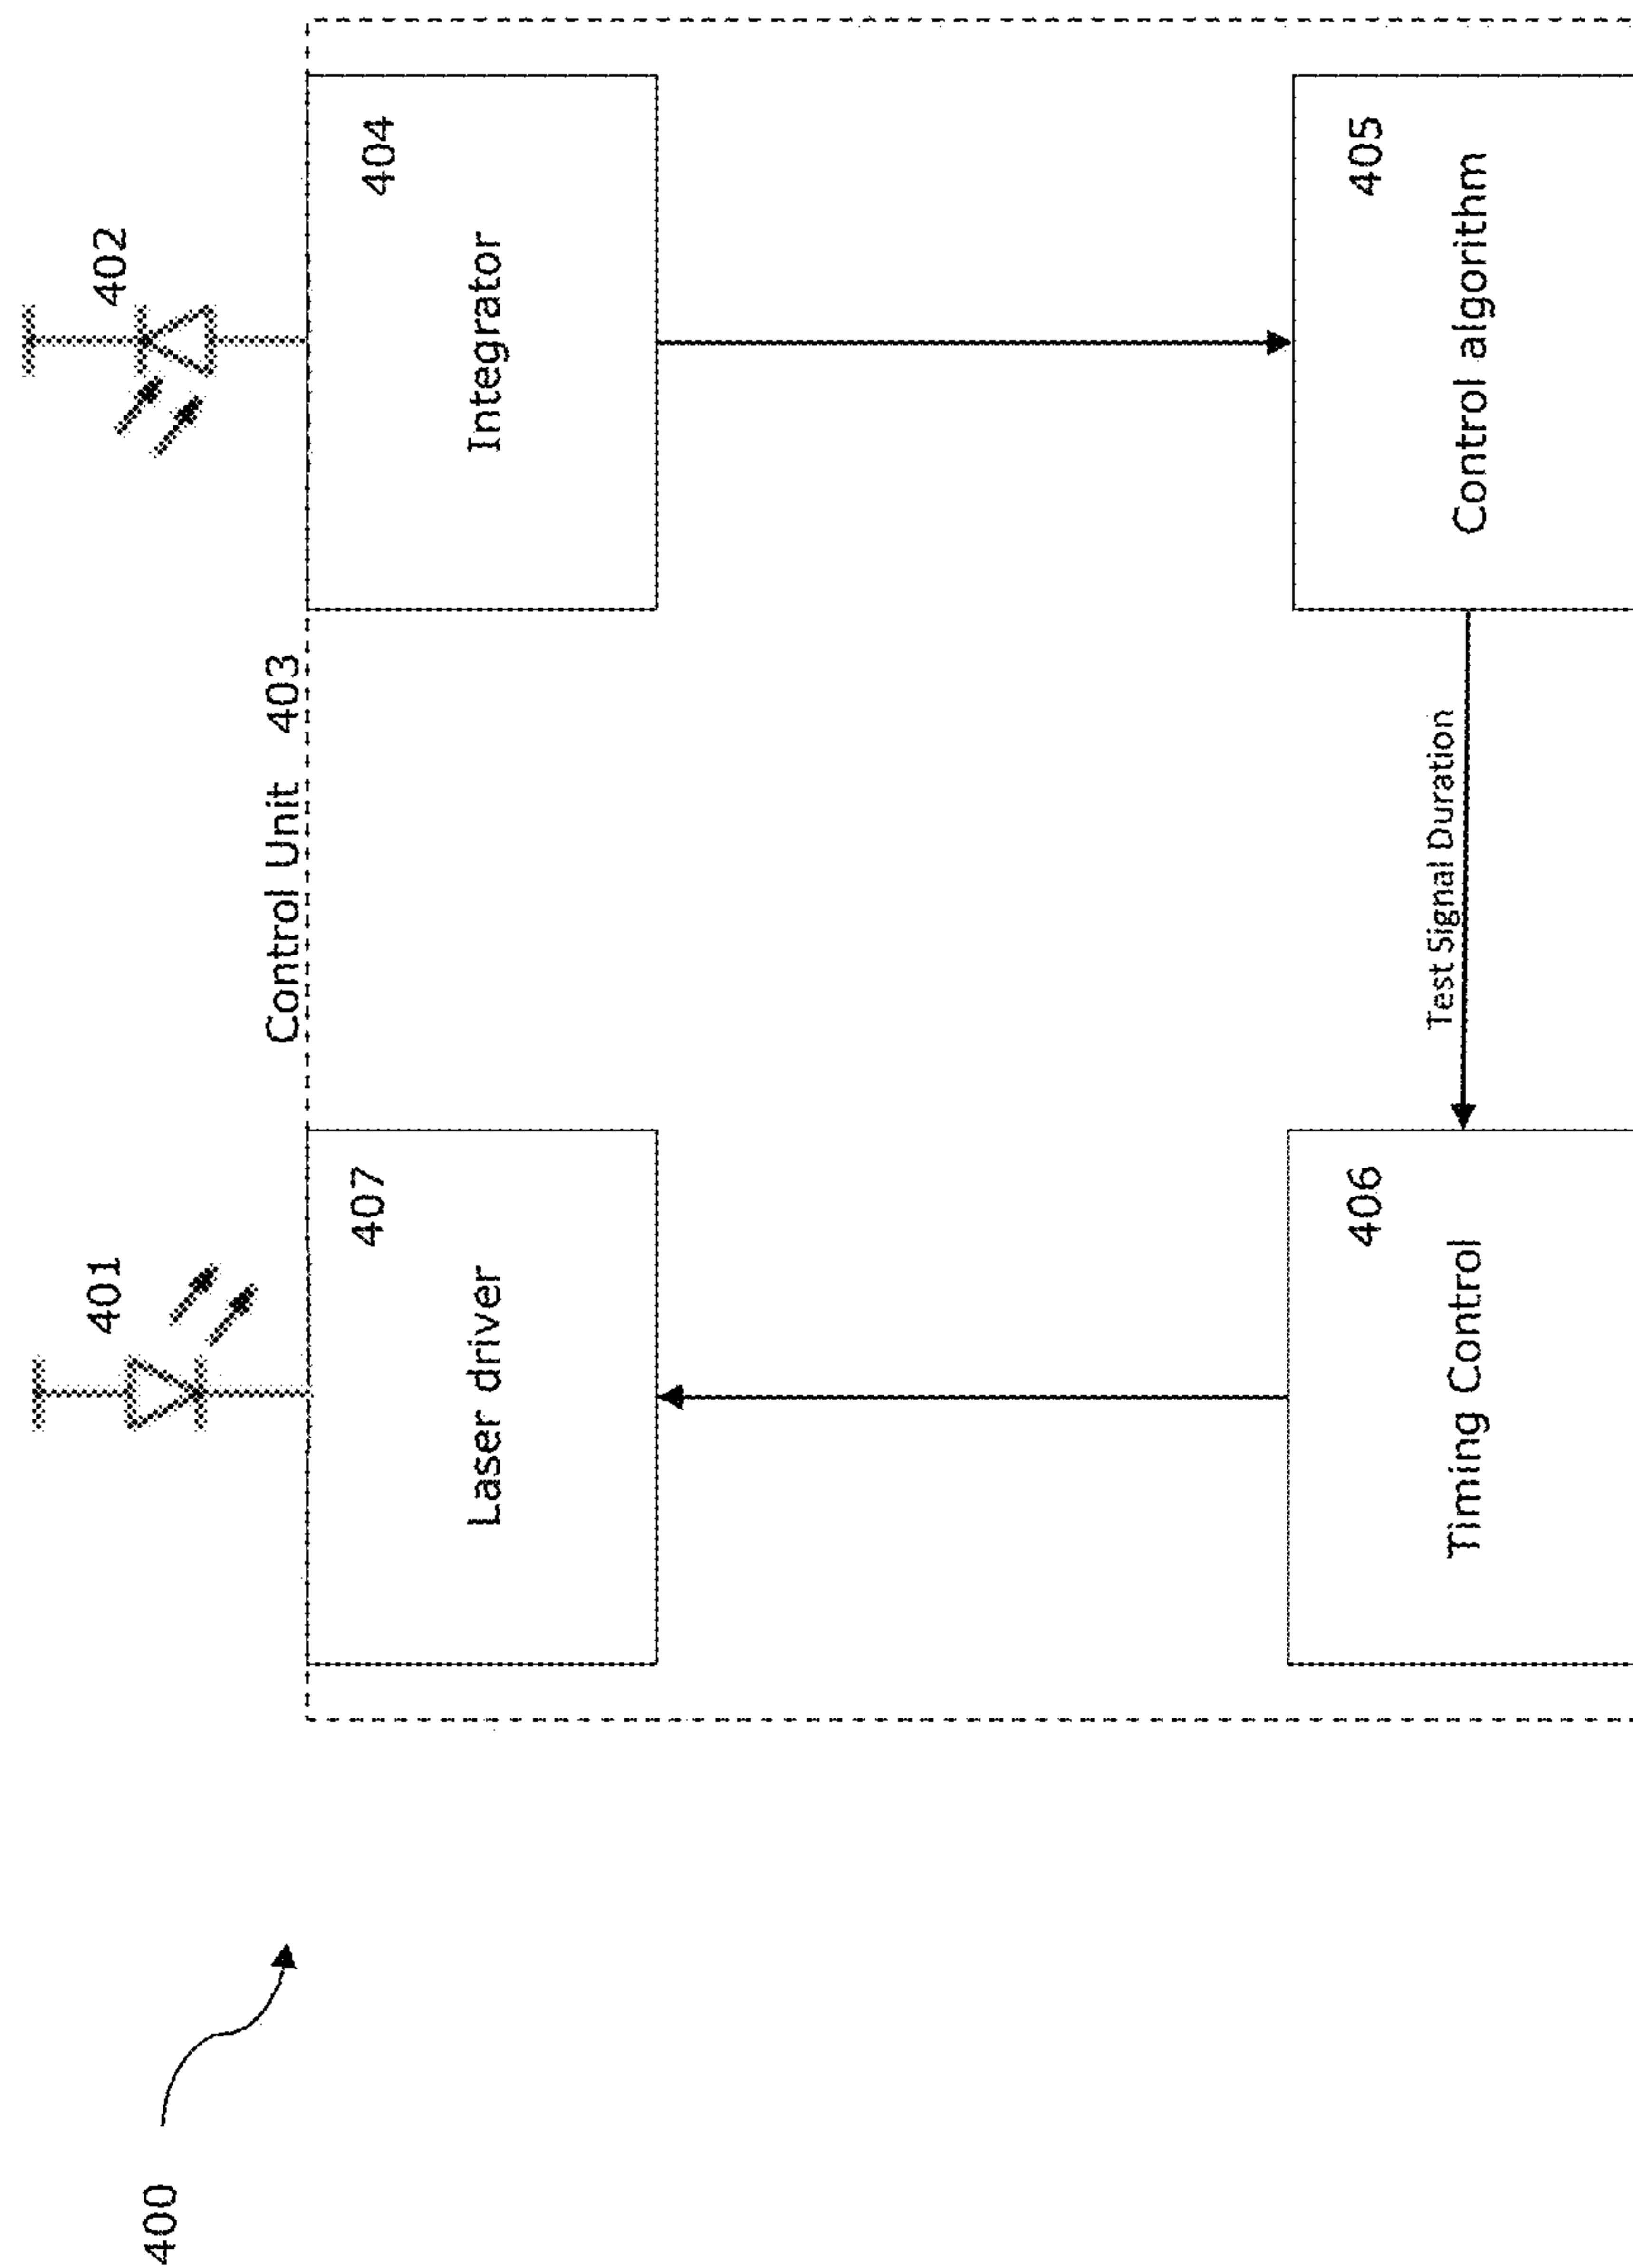 400
401
402
Control Unit 403
407
Laser driver
404
Integrator
406
Timing Control
Test Signal Duration
405
Control algorithm